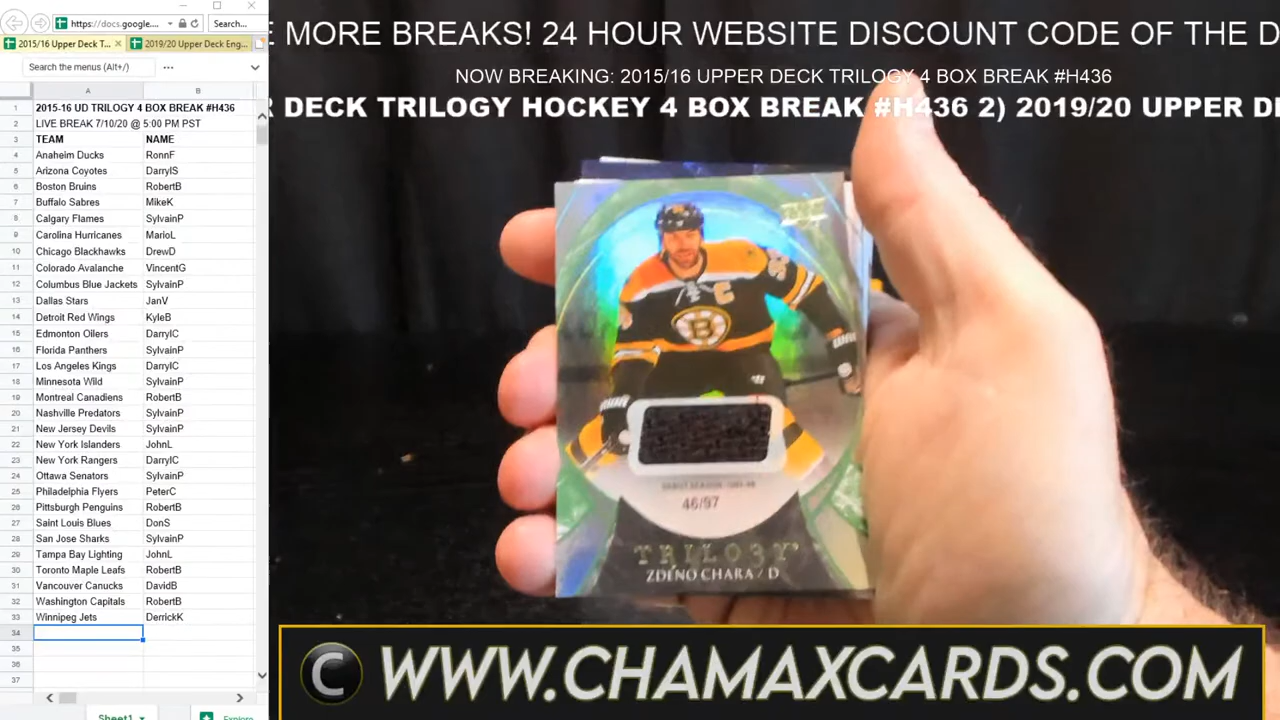 https://docs.google.
Search...
2015/16 Upper Deck T...
2019/20 Upper Deck Eng...
Search the menus (Alt+/)
A B
1 2015-16 UD TRILOGY 4 BOX BREAK #H436
2 LIVE BREAK 7/10/20 @ 5:00 PM PST
3 TEAM NAME
4 Anaheim Ducks RonnF
5 Arizona Coyotes DarrylS
6 Boston Bruins RobertB
7 Buffalo Sabres MikeK
8 Calgary Flames SylvainP
9 Carolina Hurricanes MarioL
10 Chicago Blackhawks DrewD
11 Colorado Avalanche VincentG
12 Columbus Blue Jackets SylvainP
13 Dallas Stars JanV
14 Detroit Red Wings KyleB
15 Edmonton Oilers DarrylC
16 Florida Panthers SylvainP
17 Los Angeles Kings DarrylC
18 Minnesota Wild SylvainP
19 Montreal Canadiens RobertB
20 Nashville Predators SylvainP
21 New Jersey Devils SylvainP
22 New York Islanders JohnL
23 New York Rangers DarrylC
24 Ottawa Senators SylvainP
25 Philadelphia Flyers PeterC
26 Pittsburgh Penguins RobertB
27 Saint Louis Blues DonS
28 San Jose Sharks SylvainP
29 Tampa Bay Lighting JohnL
30 Toronto Maple Leafs RobertB
31 Vancouver Canucks DavidB
32 Washington Capitals RobertB
33 Winnipeg Jets DerrickK
34
35
36
37
Sheet1
Explore
E MORE BREAKS! 24 HOUR WEBSITE DISCOUNT CODE OF THE D
NOW BREAKING: 2015/16 UPPER DECK TRILOGY 4 BOX BREAK #H436
R DECK TRILOGY HOCKEY 4 BOX BREAK #H436 2) 2019/20 UPPER DE
C
B
46/97
TRILOGY
ZDENO CHARA / D
C WWW.CHAMAXCARDS.COM